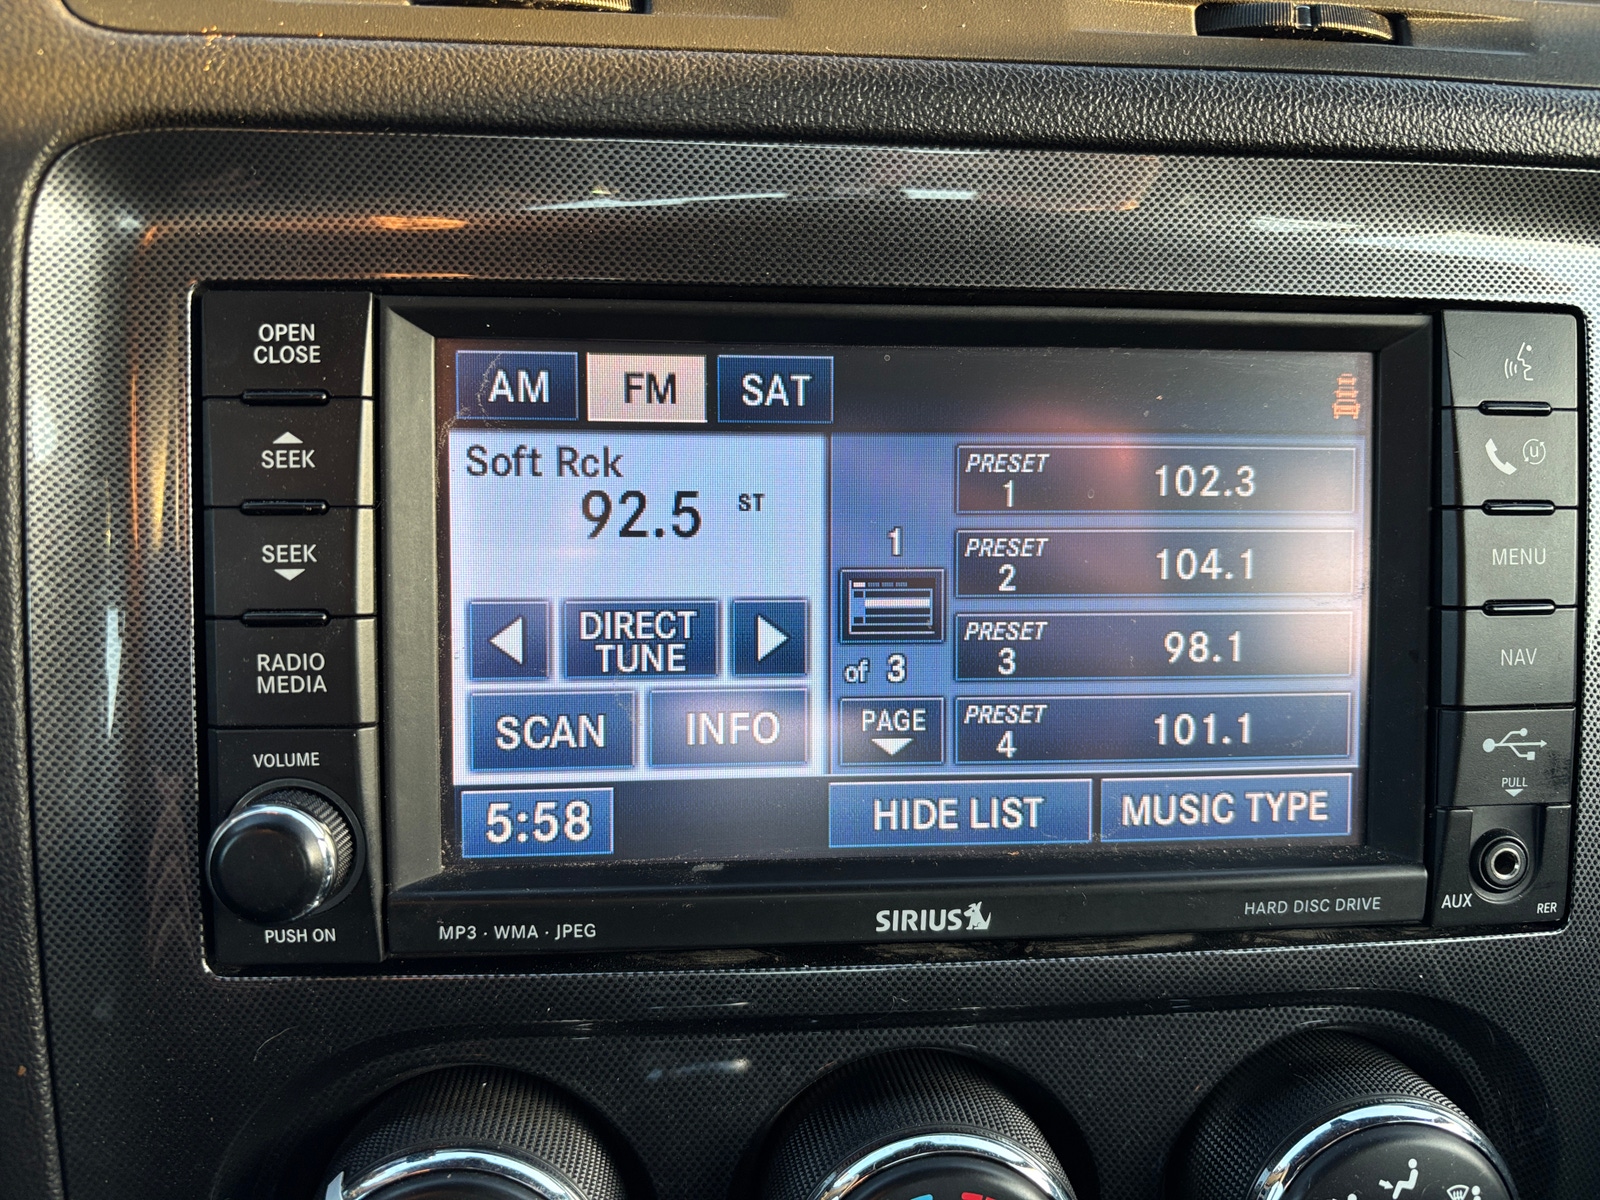 OPEN
CLOSE
SEEK
SEEK
RADIO
MEDIA
VOLUME
PUSH ON
AM FM SAT
Soft Rck
92.5 ST
DIRECT
TUNE
SCAN INFO
5:58
1
of 3
PAGE
PRESET
1 102.3
PRESET
2 104.1
PRESET
3 98.1
PRESET
4 101.1
HIDE LIST MUSIC TYPE
MP3 · WMA · JPEG
SIRIUS
HARD DISC DRIVE
U
MENU
NAV
PULL
AUX
RER